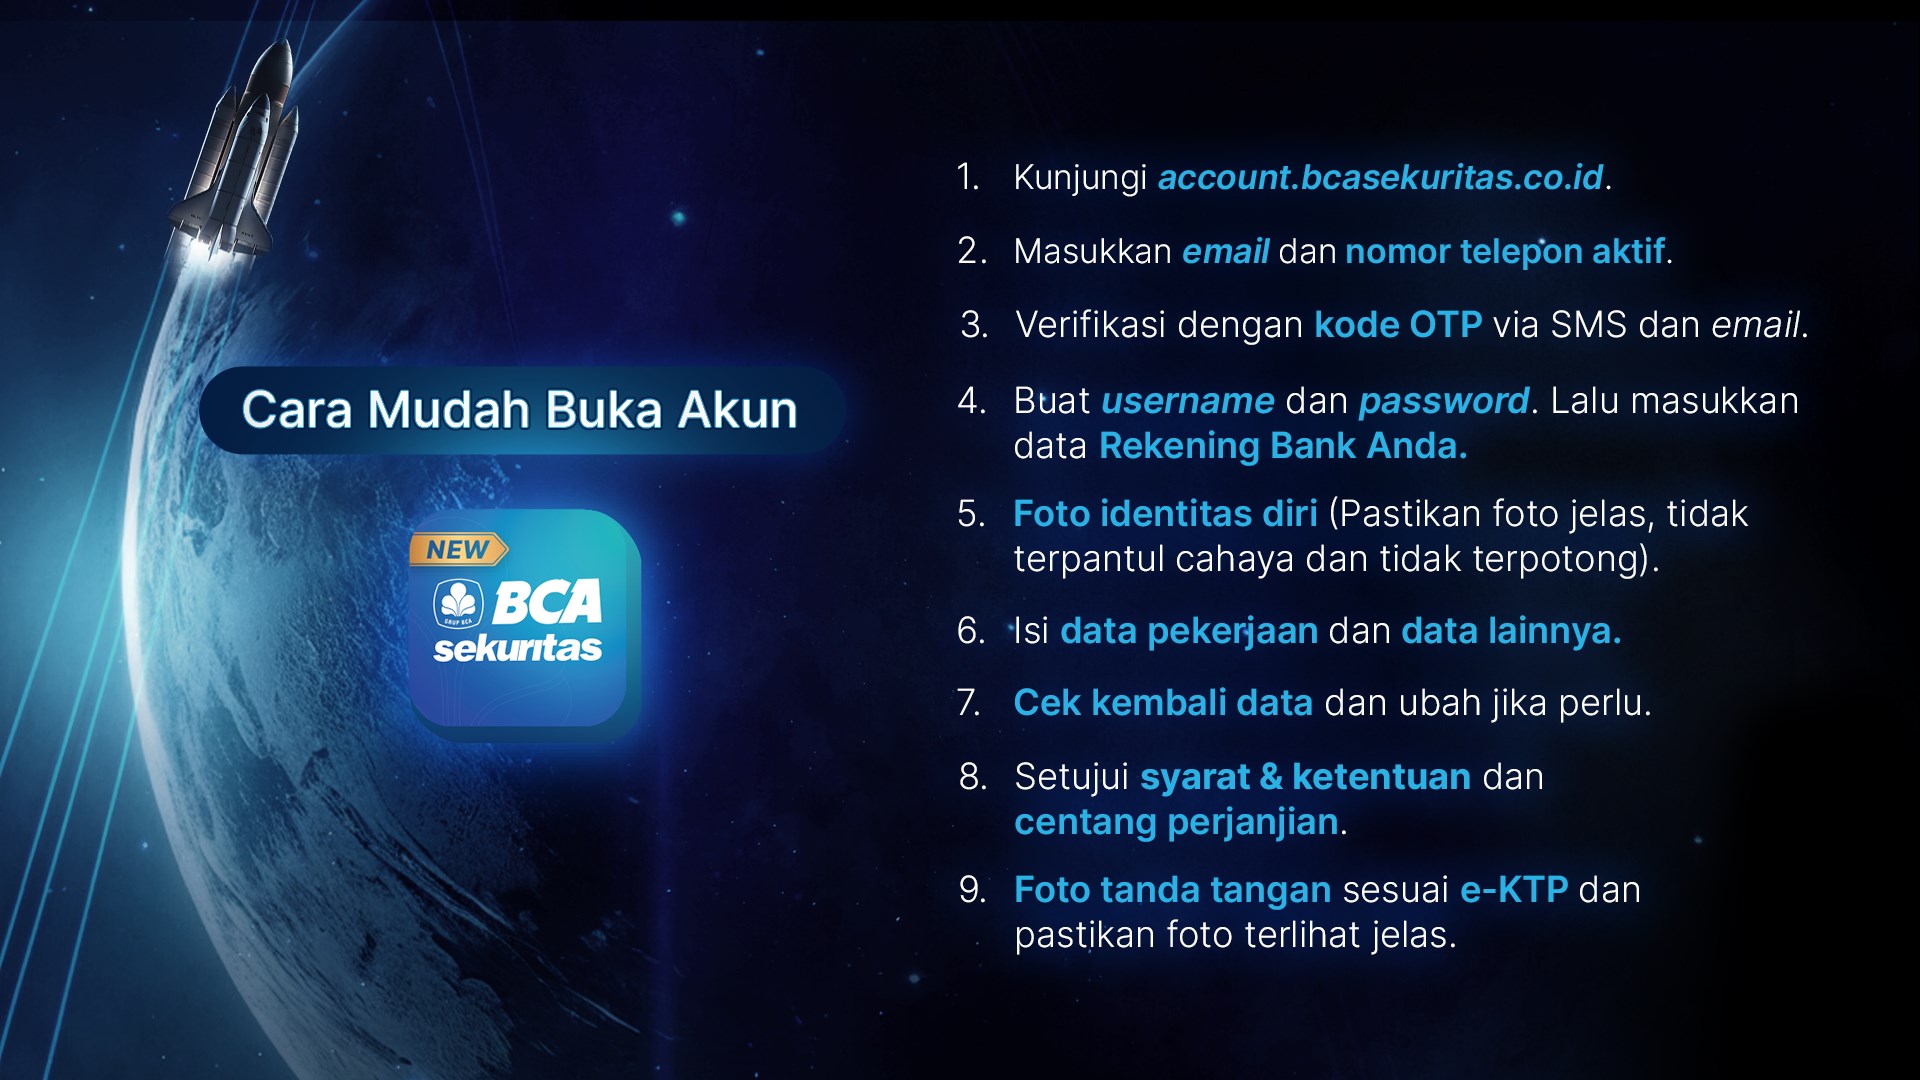 Cara Mudah Buka Akun
NEW
GRUP BCA
BCA
sekuritas
1. Kunjungi account.bcasekuritas.co.id.
2. Masukkan email dan nomor telepon aktif.
3. Verifikasi dengan kode OTP via SMS dan email.
4. Buat username dan password. Lalu masukkan
data Rekening Bank Anda.
5. Foto identitas diri (Pastikan foto jelas, tidak
terpantul cahaya dan tidak terpotong).
6. Isi data pekerjaan dan data lainnya.
7. Cek kembali data dan ubah jika perlu.
8. Setujui syarat & ketentuan dan
centang perjanjian.
9. Foto tanda tangan sesuai e-KTP dan
pastikan foto terlihat jelas.